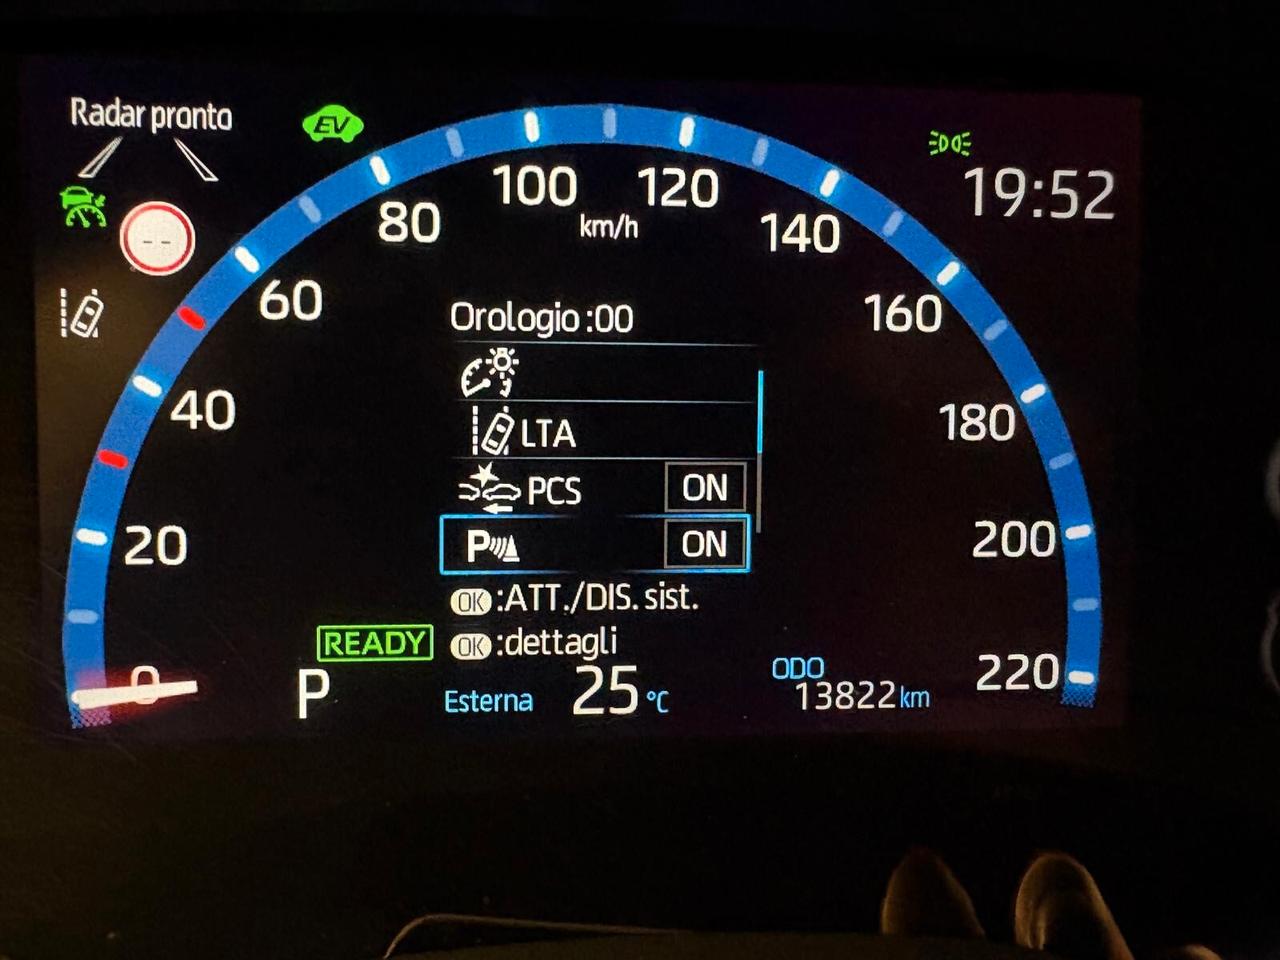 Radar pronto
EV
19:52
--
0
20
40
60
80
100
120
140
160
180
200
220
km/h
Orologio :00
LTA
PCS ON
P ON
OK :ATT./DIS. sist.
OK :dettagli
READY
P
Esterna 25 °C
ODO
13822 km